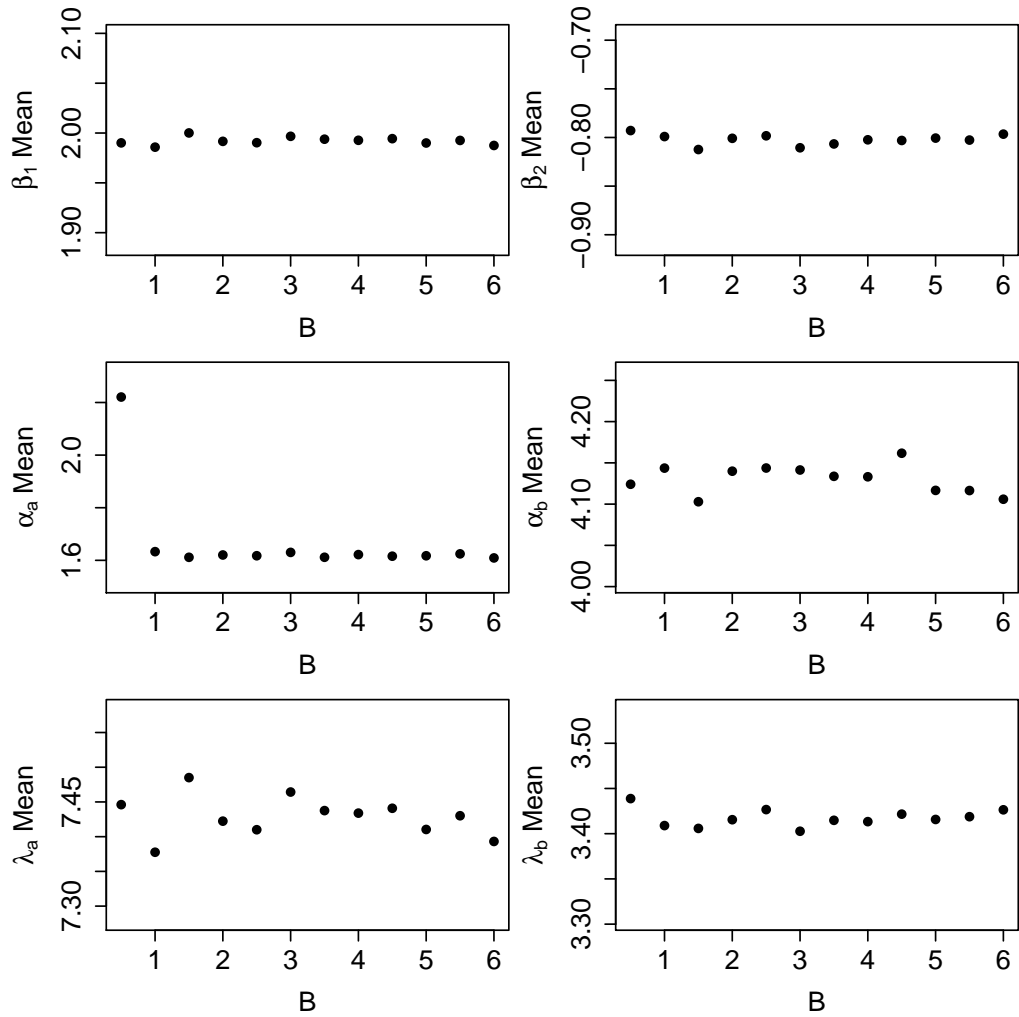 β₁ Mean
1.90 2.00 2.10
1 2 3 4 5 6
B
β₂ Mean
−0.90 −0.80 −0.70
1 2 3 4 5 6
B
αₐ Mean
1.6 2.0
1 2 3 4 5 6
B
α_b Mean
4.00 4.10 4.20
1 2 3 4 5 6
B
λₐ Mean
7.30 7.45
1 2 3 4 5 6
B
λ_b Mean
3.30 3.40 3.50
1 2 3 4 5 6
B